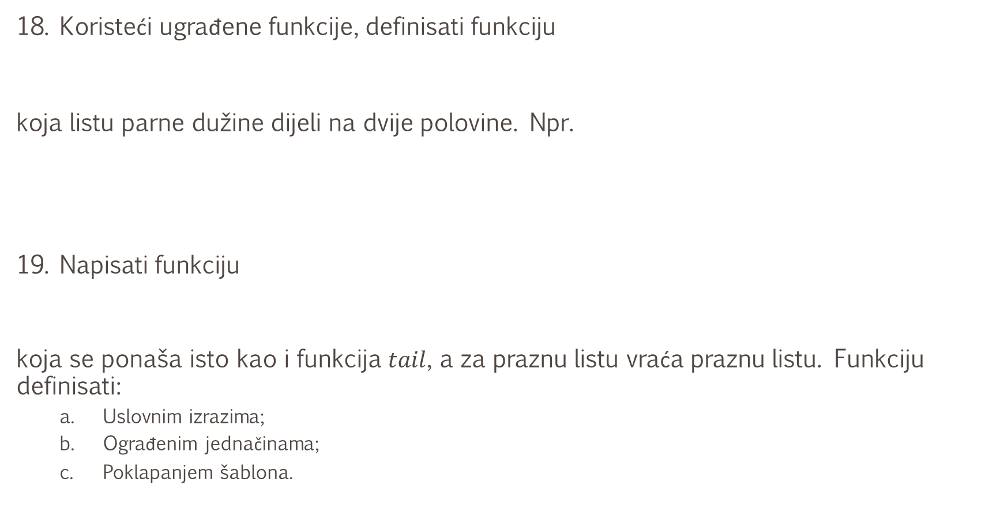 18. Koristeći ugrađene funkcije, definisati funkciju
koja listu parne dužine dijeli na dvije polovine. Npr.
19. Napisati funkciju
koja se ponaša isto kao i funkcija tail, a za praznu listu vraća praznu listu. Funkciju
definisati:
a. Uslovnim izrazima;
b. Ograđenim jednačinama;
c. Poklapanjem šablona.